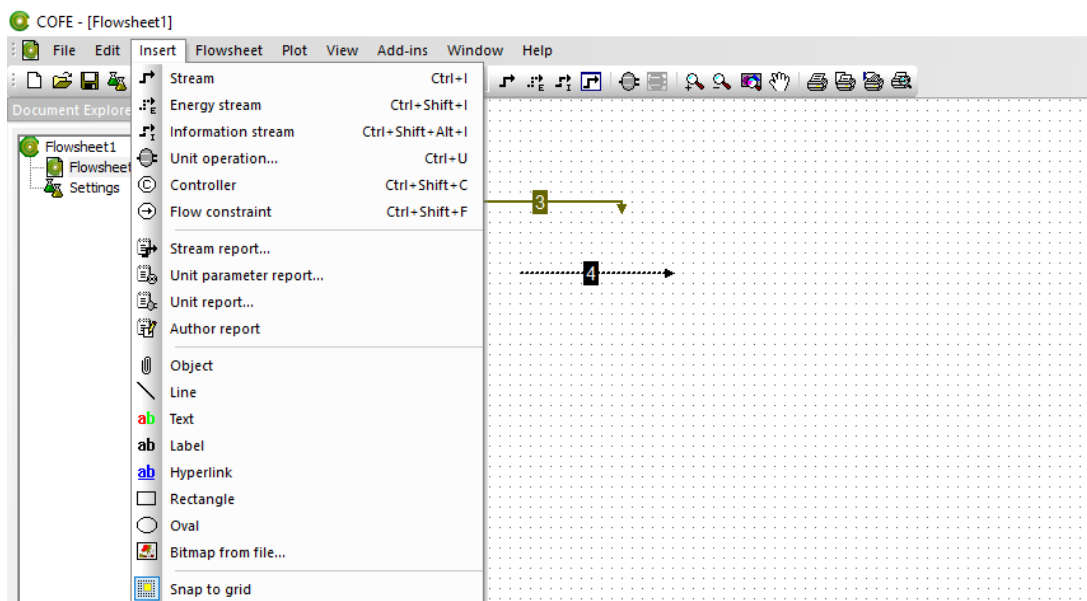 COFE - [Flowsheet1]
File Edit Insert Flowsheet Plot View Add-ins Window Help
Document Explore
Flowsheet1
Flowsheet
Settings
Stream Ctrl+I
Energy stream Ctrl+Shift+I
Information stream Ctrl+Shift+Alt+I
Unit operation... Ctrl+U
Controller Ctrl+Shift+C
Flow constraint Ctrl+Shift+F
Stream report...
Unit parameter report...
Unit report...
Author report
Object
Line
ab Text
ab Label
ab Hyperlink
Rectangle
Oval
Bitmap from file...
Snap to grid
3
4